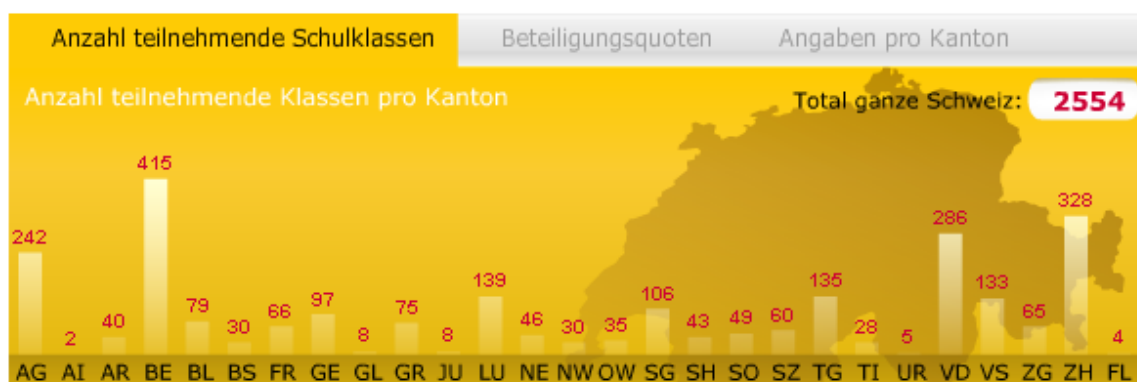 Anzahl teilnehmende Schulklassen Beteiligungsquoten Angaben pro Kanton
Anzahl teilnehmende Klassen pro Kanton Total ganze Schweiz: 2554
242 2 40 415 79 30 66 97 8 75 8 139 46 30 35 106 43 49 60 135 28 5 286 133 65 328 4
AG AI AR BE BL BS FR GE GL GR JU LU NE NW OW SG SH SO SZ TG TI UR VD VS ZG ZH FL